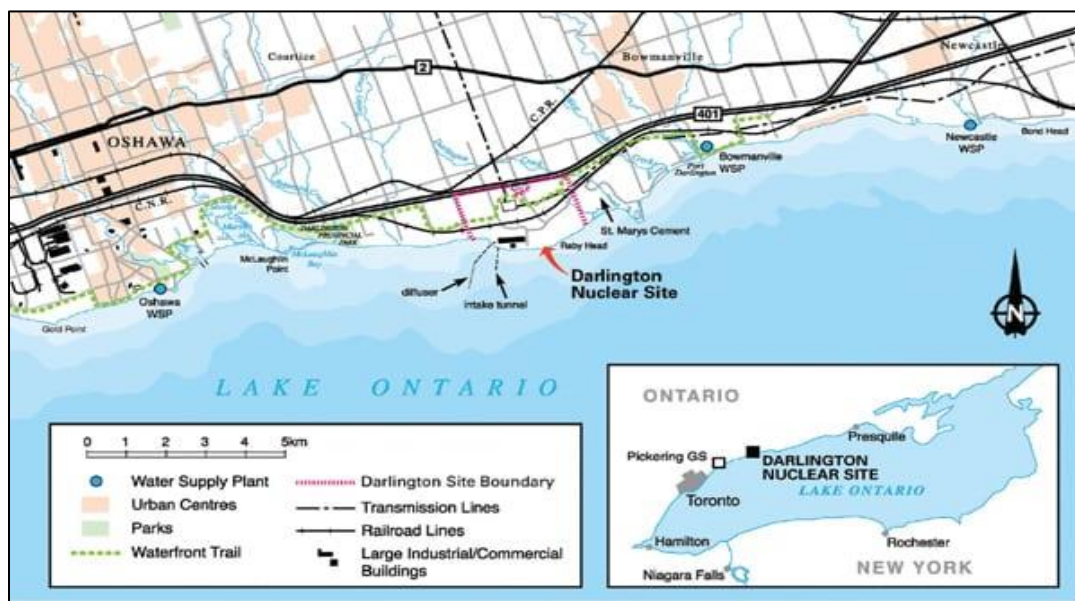 Courtice
2
Bowmanville
Newcastle
C.P.R.
401
OSHAWA
Newcastle
WSP
Bond Head
Bowmanville
WSP
Port
Darlington
C.N.R.
DARLINGTON
PROVINCIAL
PARK
St. Marys Cement
McLaughlin
Point
McLaughlin
Bay
Raby Head
Darlington
Nuclear Site
diffuser
intake tunnel
Oshawa
WSP
Gold Point
N
LAKE ONTARIO
0 1 2 3 4 5km
Water Supply Plant
Urban Centres
Parks
Waterfront Trail
Darlington Site Boundary
Transmission Lines
Railroad Lines
Large Industrial/Commercial
Buildings
ONTARIO
Presquile
Pickering GS
DARLINGTON
NUCLEAR SITE
LAKE ONTARIO
Toronto
Hamilton
Rochester
Niagara Falls
NEW YORK